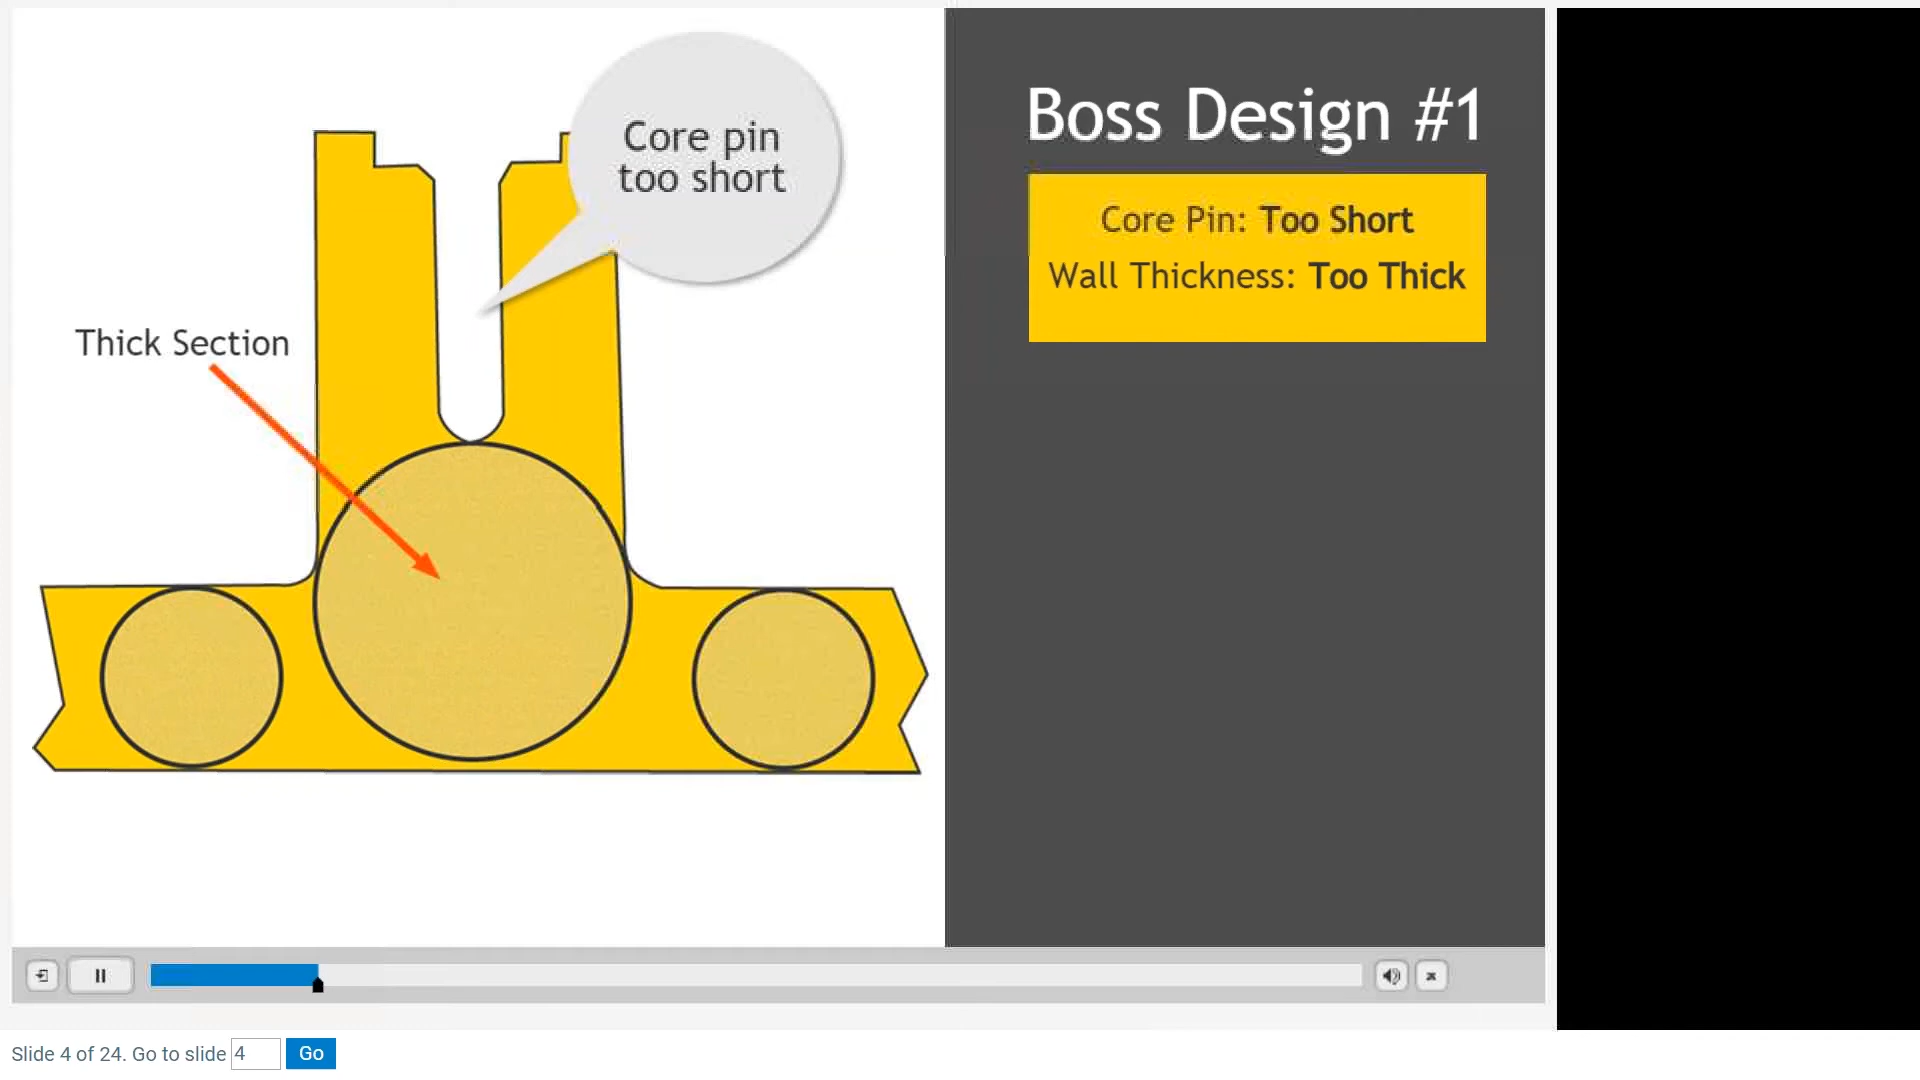 Core pin
too short
Thick Section
Boss Design #1
Core Pin: Too Short
Wall Thickness: Too Thick
Slide 4 of 24. Go to slide 4 Go